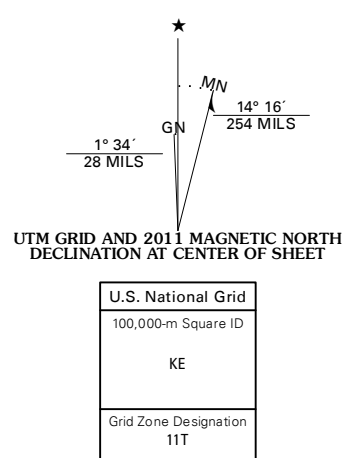 ★
MN
GN
14° 16´
254 MILS
1° 34´
28 MILS
UTM GRID AND 2011 MAGNETIC NORTH
DECLINATION AT CENTER OF SHEET
U.S. National Grid
100,000-m Square ID
KE
Grid Zone Designation
11T